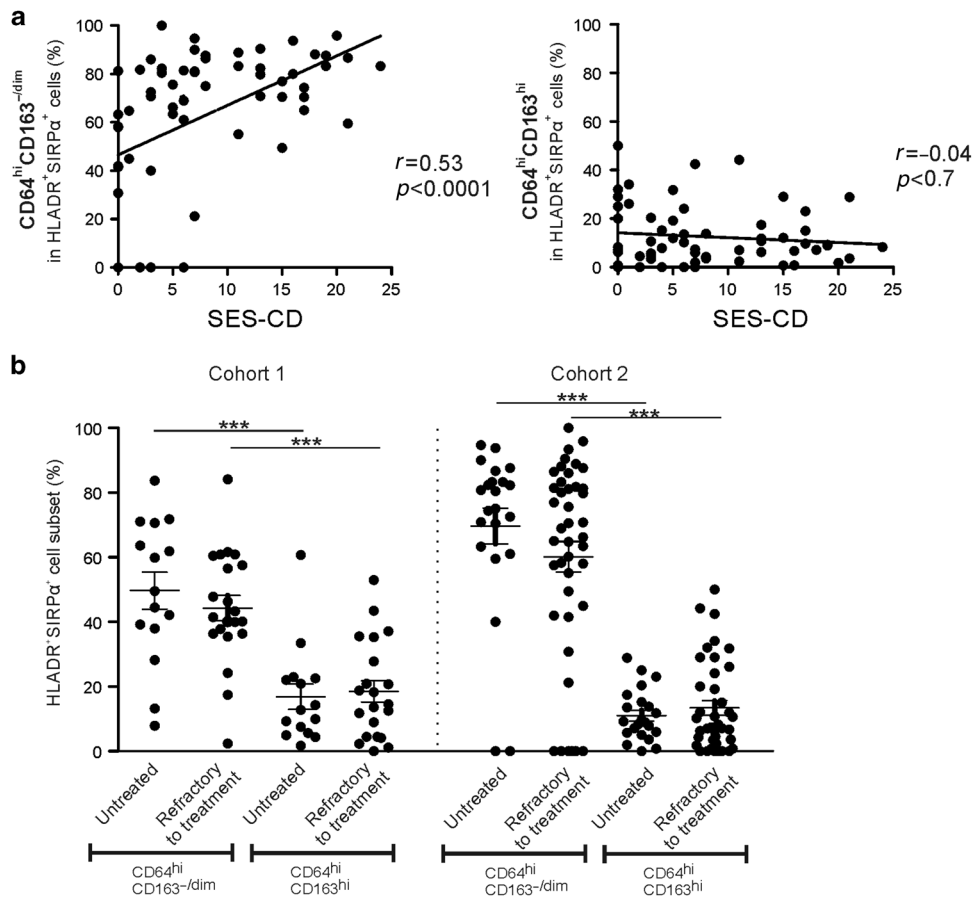 a
CD64hiCD163−/dim
in HLADR+SIRPα+ cells (%)
100
80
60
40
20
0
0 5 10 15 20 25
SES-CD
r=0.53
p<0.0001
CD64hiCD163hi
in HLADR+SIRPα+ cells (%)
100
80
60
40
20
0
0 5 10 15 20 25
SES-CD
r=−0.04
p<0.7
b
Cohort 1
Cohort 2
***
***
***
***
HLADR+SIRPα+ cell subset (%)
100
80
60
40
20
0
Untreated
Refractory
to treatment
Untreated
Refractory
to treatment
Untreated
Refractory
to treatment
Untreated
Refractory
to treatment
CD64hi
CD163−/dim
CD64hi
CD163hi
CD64hi
CD163−/dim
CD64hi
CD163hi